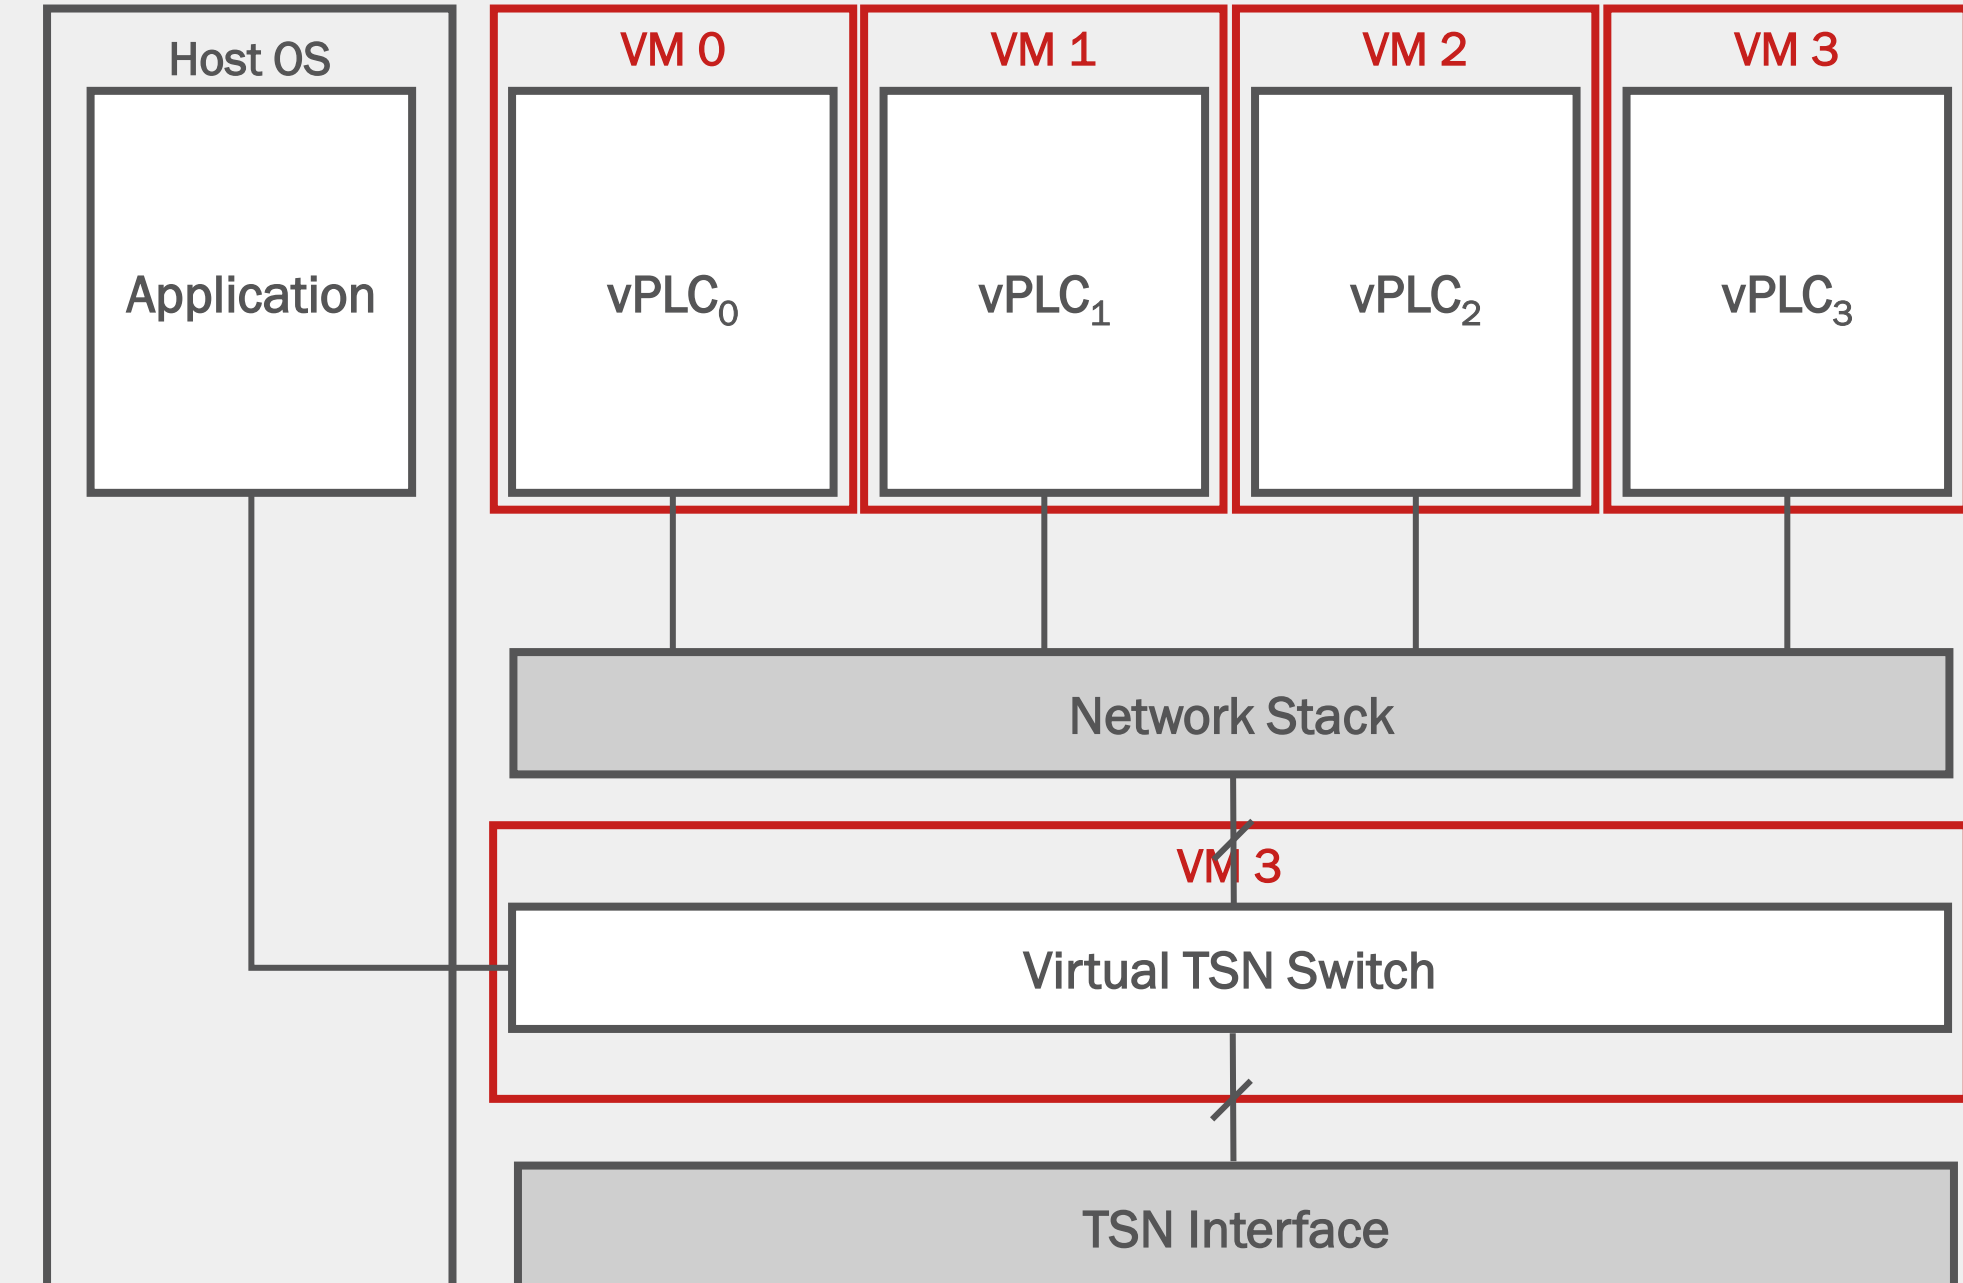 Host OS
VM 0
VM 1
VM 2
VM 3
Application
vPLC₀
vPLC₁
vPLC₂
vPLC₃
Network Stack
VM 3
Virtual TSN Switch
TSN Interface